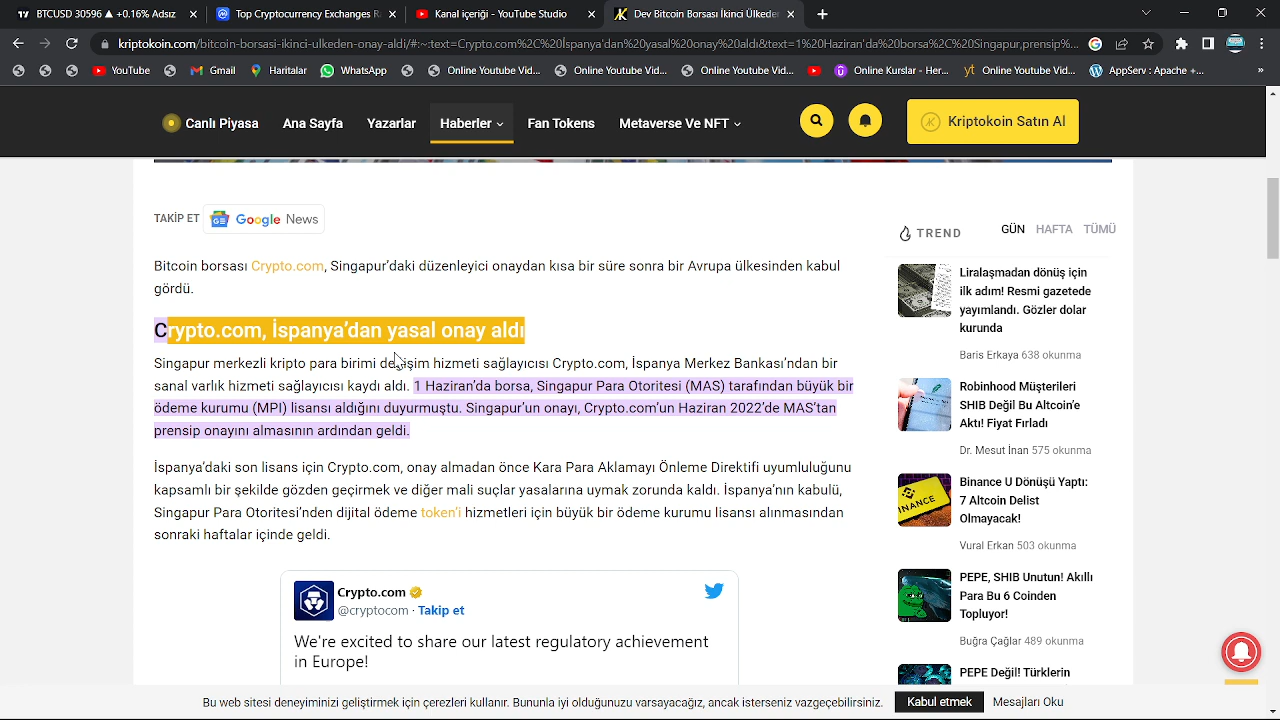 BTCUSD 30596 ▲ +0.16% Adsız
Top Cryptocurrency Exchanges R
Kanal içeriği - YouTube Studio
Dev Bitcoin Borsası İkinci Ülkeden
kriptokoin.com/bitcoin-borsasi-ikinci-ulkeden-onay-aldi/#:~:text=Crypto.com%2C%20İspanya'dan%20yasal%20onay%20aldı&text=1%20Haziran'da%20borsa%2C%20Singapur,prensip%...
YouTube
Gmail
Haritalar
WhatsApp
Online Youtube Vid...
Online Youtube Vid...
Online Youtube Vid...
Online Kurslar - Her...
yt Online Youtube Vid...
AppServ : Apache +...
»
Canlı Piyasa
Ana Sayfa
Yazarlar
Haberler
Fan Tokens
Metaverse Ve NFT
Kriptokoin Satın Al
TAKİP ET Google News
Bitcoin borsası Crypto.com, Singapur'daki düzenleyici onaydan kısa bir süre sonra bir Avrupa ülkesinden kabul
gördü.
Crypto.com, İspanya'dan yasal onay aldı
Singapur merkezli kripto para birimi değişim hizmeti sağlayıcısı Crypto.com, İspanya Merkez Bankası'ndan bir
sanal varlık hizmeti sağlayıcısı kaydı aldı. 1 Haziran'da borsa, Singapur Para Otoritesi (MAS) tarafından büyük bir
ödeme kurumu (MPI) lisansı aldığını duyurmuştu. Singapur'un onayı, Crypto.com'un Haziran 2022'de MAS'tan
prensip onayını almasının ardından geldi.
İspanya'daki son lisans için Crypto.com, onay almadan önce Kara Para Aklamayı Önleme Direktifi uyumluluğunu
kapsamlı bir şekilde gözden geçirmek ve diğer mali suçlar yasalarına uymak zorunda kaldı. İspanya'nın kabulü,
Singapur Para Otoritesi'nden dijital ödeme token'i hizmetleri için büyük bir ödeme kurumu lisansı alınmasından
sonraki haftalar içinde geldi.
Crypto.com
@cryptocom · Takip et
We're excited to share our latest regulatory achievement
in Europe!
TREND
GÜN HAFTA TÜMÜ
Liralaşmadan dönüş için
ilk adım! Resmi gazetede
yayımlandı. Gözler dolar
kurunda
Baris Erkaya 638 okunma
Robinhood Müşterileri
SHIB Değil Bu Altcoin'e
Aktı! Fiyat Fırladı
Dr. Mesut İnan 575 okunma
BINANCE
Binance U Dönüşü Yaptı:
7 Altcoin Delist
Olmayacak!
Vural Erkan 503 okunma
PEPE, SHIB Unutun! Akıllı
Para Bu 6 Coinden
Topluyor!
Buğra Çağlar 489 okunma
PEPE Değil! Türklerin
eyiminizi geliştirmek için çerezleri kullanır. Bununla iyi olduğunuzu varsayacağız, ancak isterseniz vazgeçebilirsiniz.
Kabul etmek
Mesajları Oku